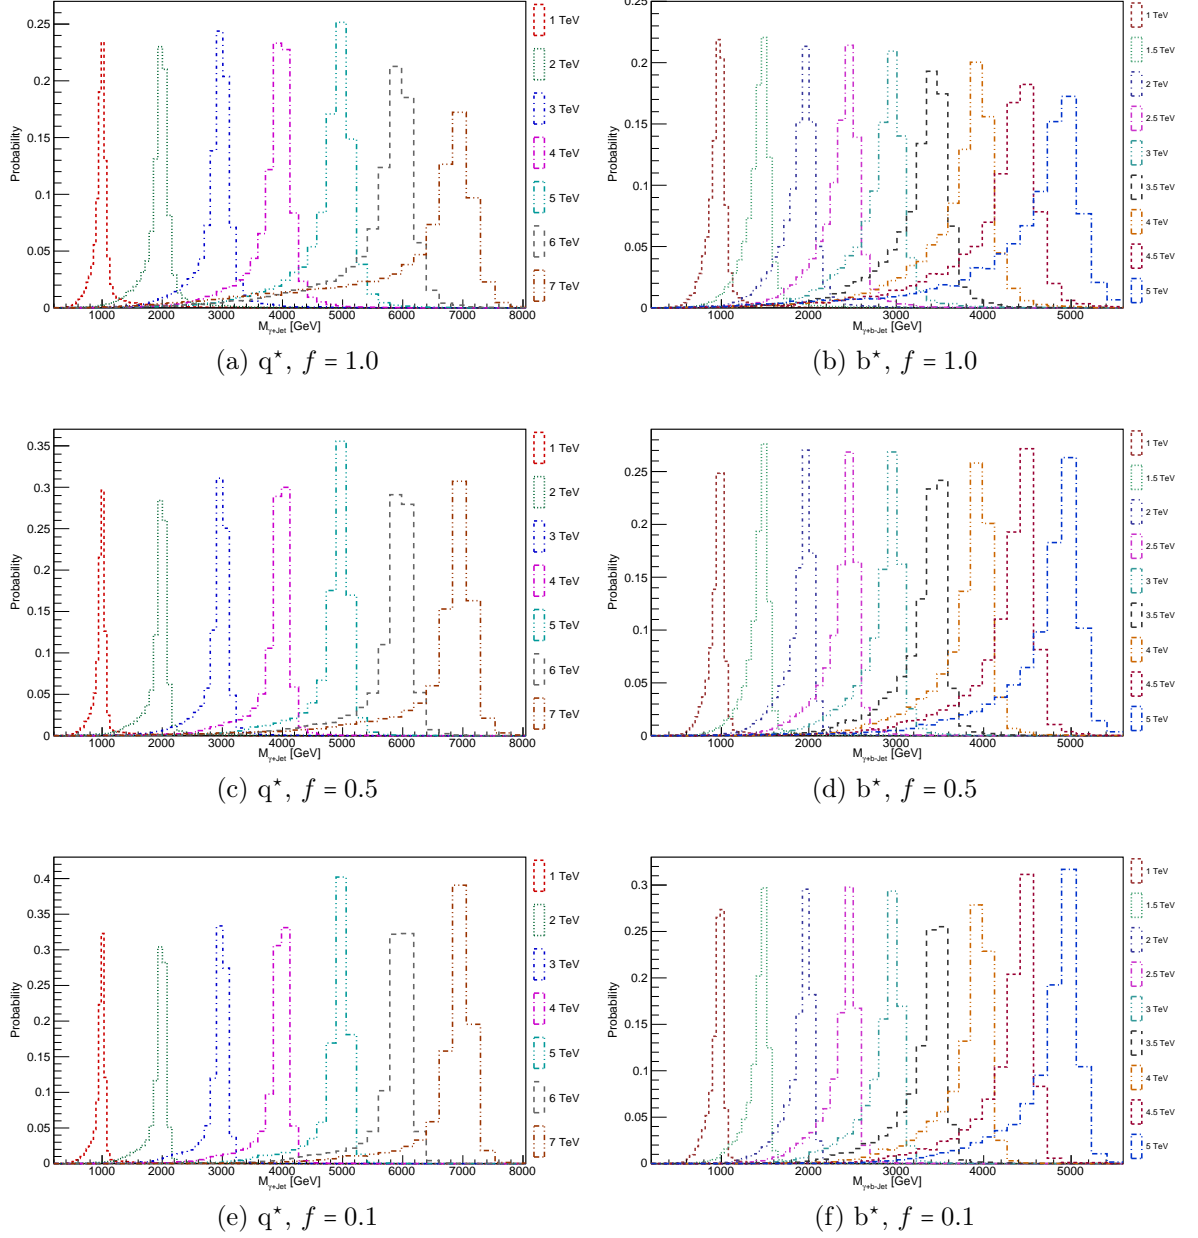 0.25
0.2
0.15
0.1
0.05
0
Probability
1000 2000 3000 4000 5000 6000 7000 8000
M_{γ+Jet} [GeV]
1 TeV
2 TeV
3 TeV
4 TeV
5 TeV
6 TeV
7 TeV
(a) q⋆, f = 1.0
0.25
0.2
0.15
0.1
0.05
0
Probability
1000 2000 3000 4000 5000
M_{γ+b-Jet} [GeV]
1 TeV
1.5 TeV
2 TeV
2.5 TeV
3 TeV
3.5 TeV
4 TeV
4.5 TeV
5 TeV
(b) b⋆, f = 1.0
0.35
0.3
0.25
0.2
0.15
0.1
0.05
0
Probability
1000 2000 3000 4000 5000 6000 7000 8000
M_{γ+Jet} [GeV]
1 TeV
2 TeV
3 TeV
4 TeV
5 TeV
6 TeV
7 TeV
(c) q⋆, f = 0.5
0.25
0.2
0.15
0.1
0.05
0
Probability
1000 2000 3000 4000 5000
M_{γ+b-Jet} [GeV]
1 TeV
1.5 TeV
2 TeV
2.5 TeV
3 TeV
3.5 TeV
4 TeV
4.5 TeV
5 TeV
(d) b⋆, f = 0.5
0.4
0.35
0.3
0.25
0.2
0.15
0.1
0.05
0
Probability
1000 2000 3000 4000 5000 6000 7000 8000
M_{γ+Jet} [GeV]
1 TeV
2 TeV
3 TeV
4 TeV
5 TeV
6 TeV
7 TeV
(e) q⋆, f = 0.1
0.3
0.25
0.2
0.15
0.1
0.05
0
Probability
1000 2000 3000 4000 5000
M_{γ+b-Jet} [GeV]
1 TeV
1.5 TeV
2 TeV
2.5 TeV
3 TeV
3.5 TeV
4 TeV
4.5 TeV
5 TeV
(f) b⋆, f = 0.1